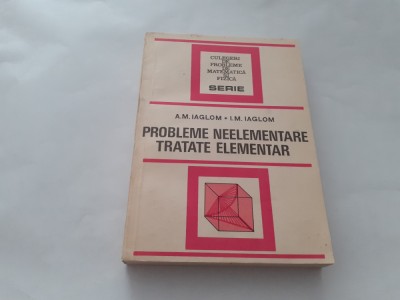 CULEGERI
DE
PROBLEME
DE
MATEMATICĂ
ȘI
FIZICĂ
SERIE
A.M. IAGLOM • I.M. IAGLOM
PROBLEME NEELEMENTARE
TRATATE ELEMENTAR